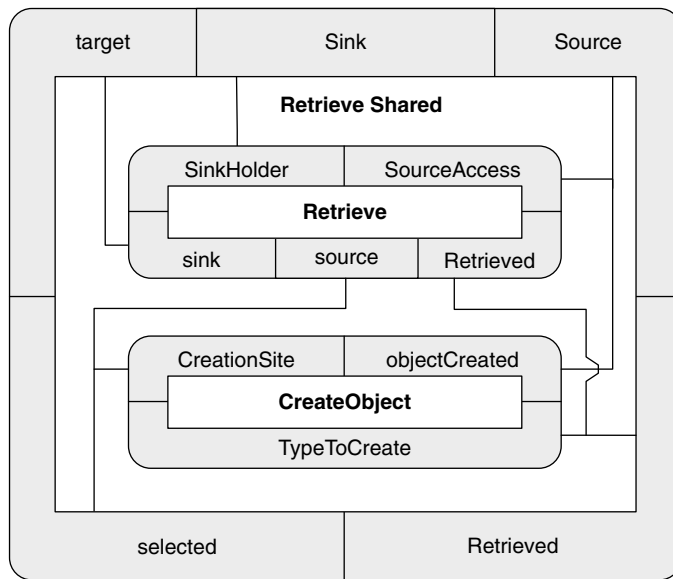 target Sink Source
Retrieve Shared
SinkHolder SourceAccess
Retrieve
sink source Retrieved
CreationSite objectCreated
CreateObject
TypeToCreate
selected Retrieved